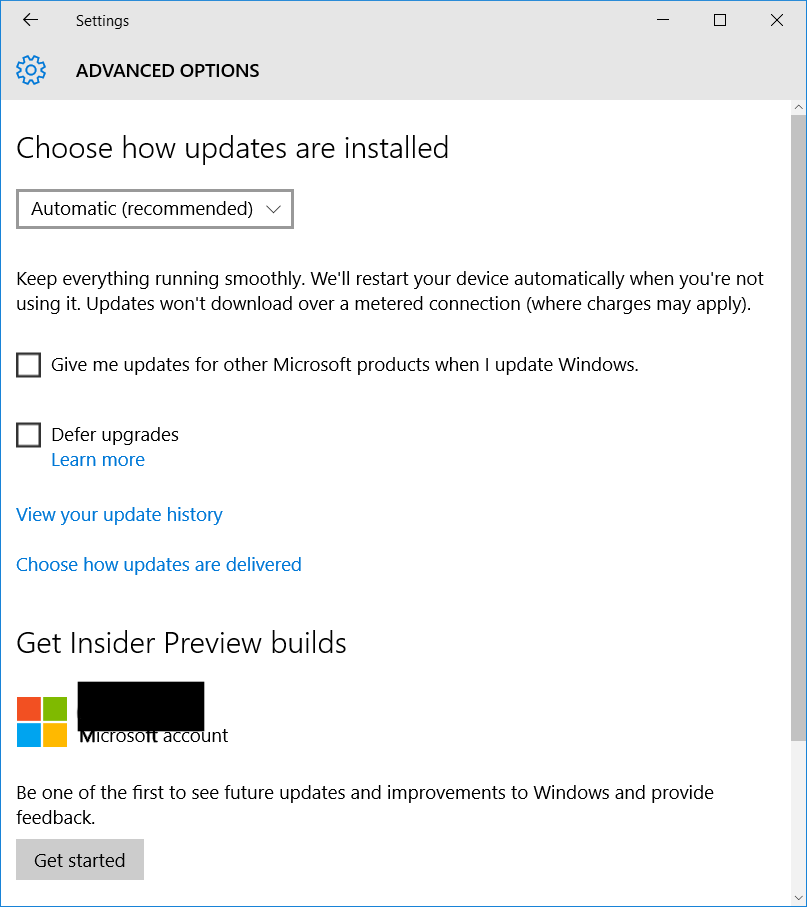 Settings
ADVANCED OPTIONS
Choose how updates are installed
Automatic (recommended)
Keep everything running smoothly. We'll restart your device automatically when you're not
using it. Updates won't download over a metered connection (where charges may apply).
Give me updates for other Microsoft products when I update Windows.
Defer upgrades
Learn more
View your update history
Choose how updates are delivered
Get Insider Preview builds
Microsoft account
Be one of the first to see future updates and improvements to Windows and provide
feedback.
Get started